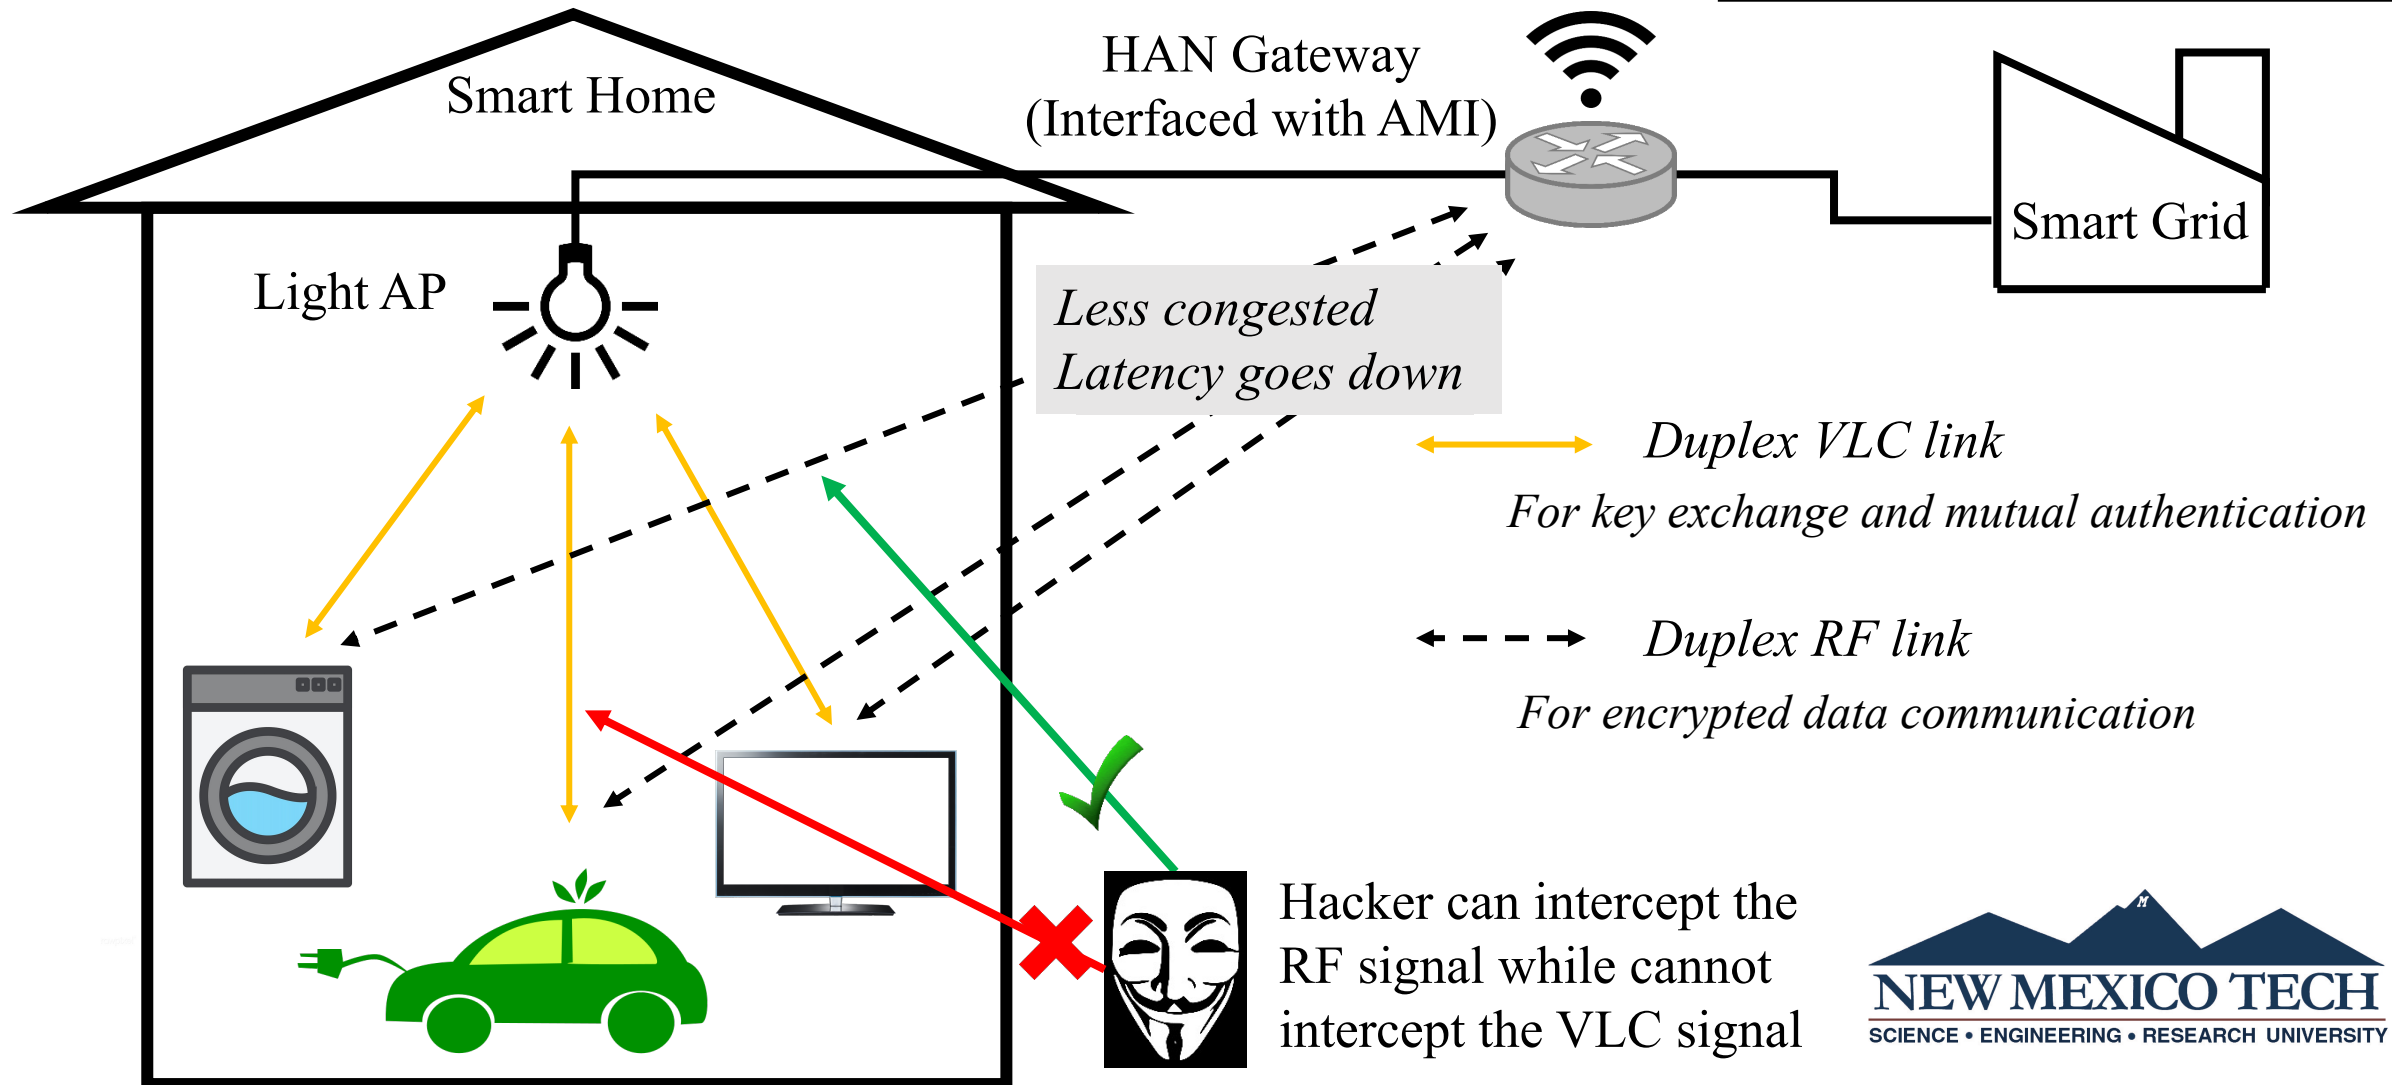 Smart Home
HAN Gateway
(Interfaced with AMI)
Smart Grid
Light AP
Less congested
Latency goes down
Duplex VLC link
For key exchange and mutual authentication
Duplex RF link
For encrypted data communication
Hacker can intercept the
RF signal while cannot
intercept the VLC signal
M
NEW MEXICO TECH
SCIENCE • ENGINEERING • RESEARCH UNIVERSITY